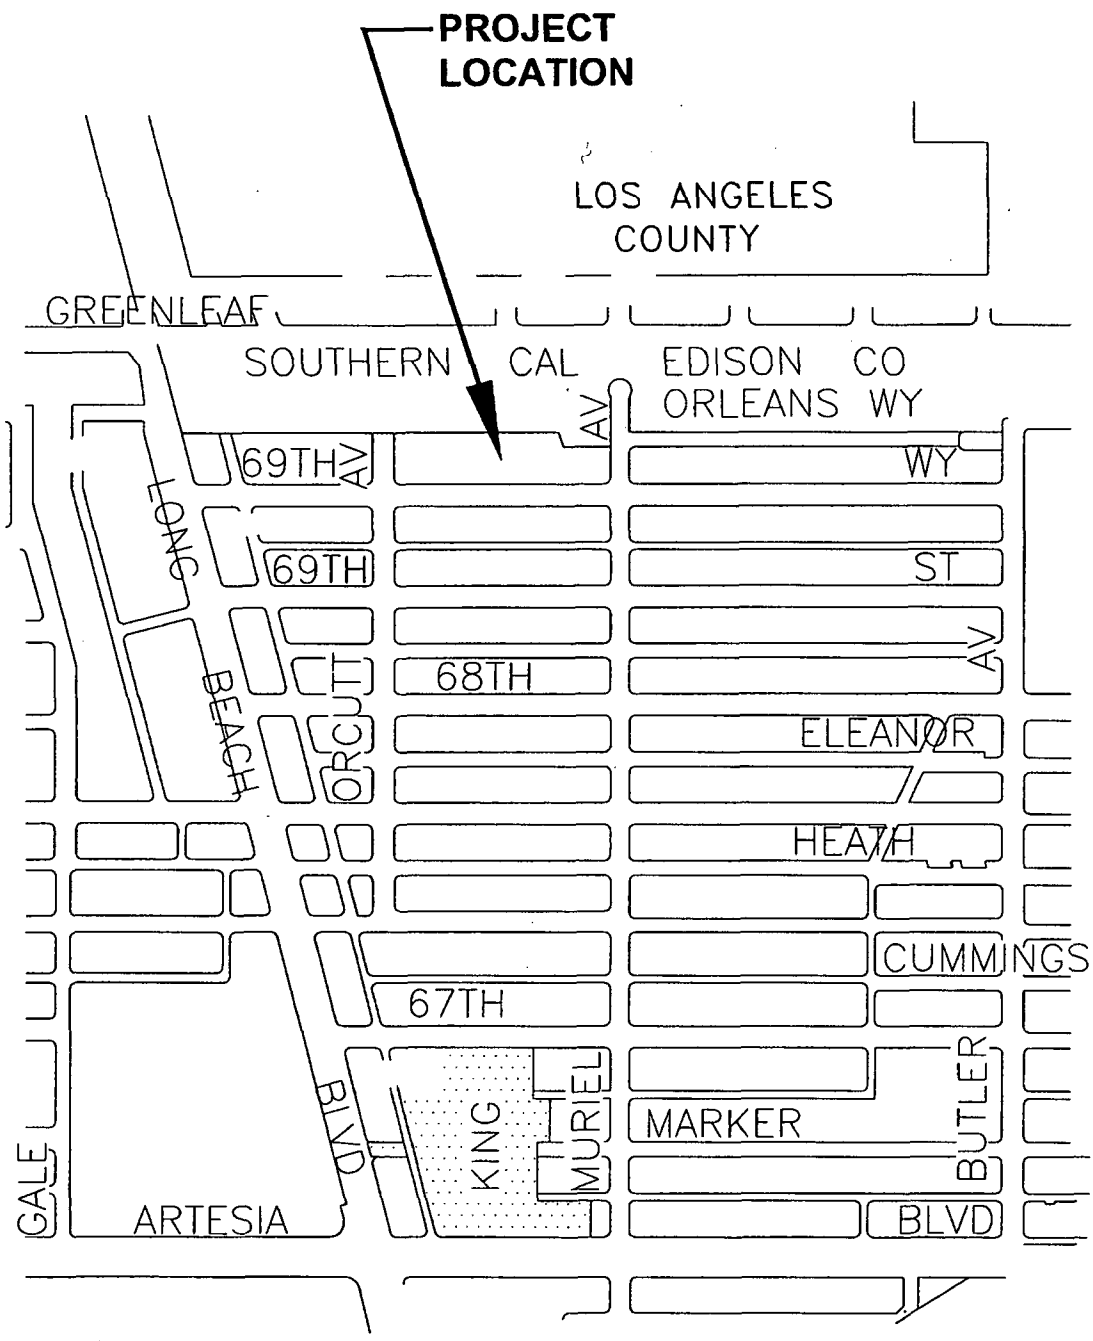 PROJECT
LOCATION
LOS ANGELES
COUNTY
GREENLEAF
SOUTHERN CAL EDISON CO
ORLEANS WY
AV
69TH WY
AV
LONG
69TH ST
AV
68TH
BEACH
ORCUTT
ELEANOR
HEATH
CUMMINGS
67TH
BLVD
KING
MURIEL
MARKER
BUTLER
GALE
ARTESIA BLVD